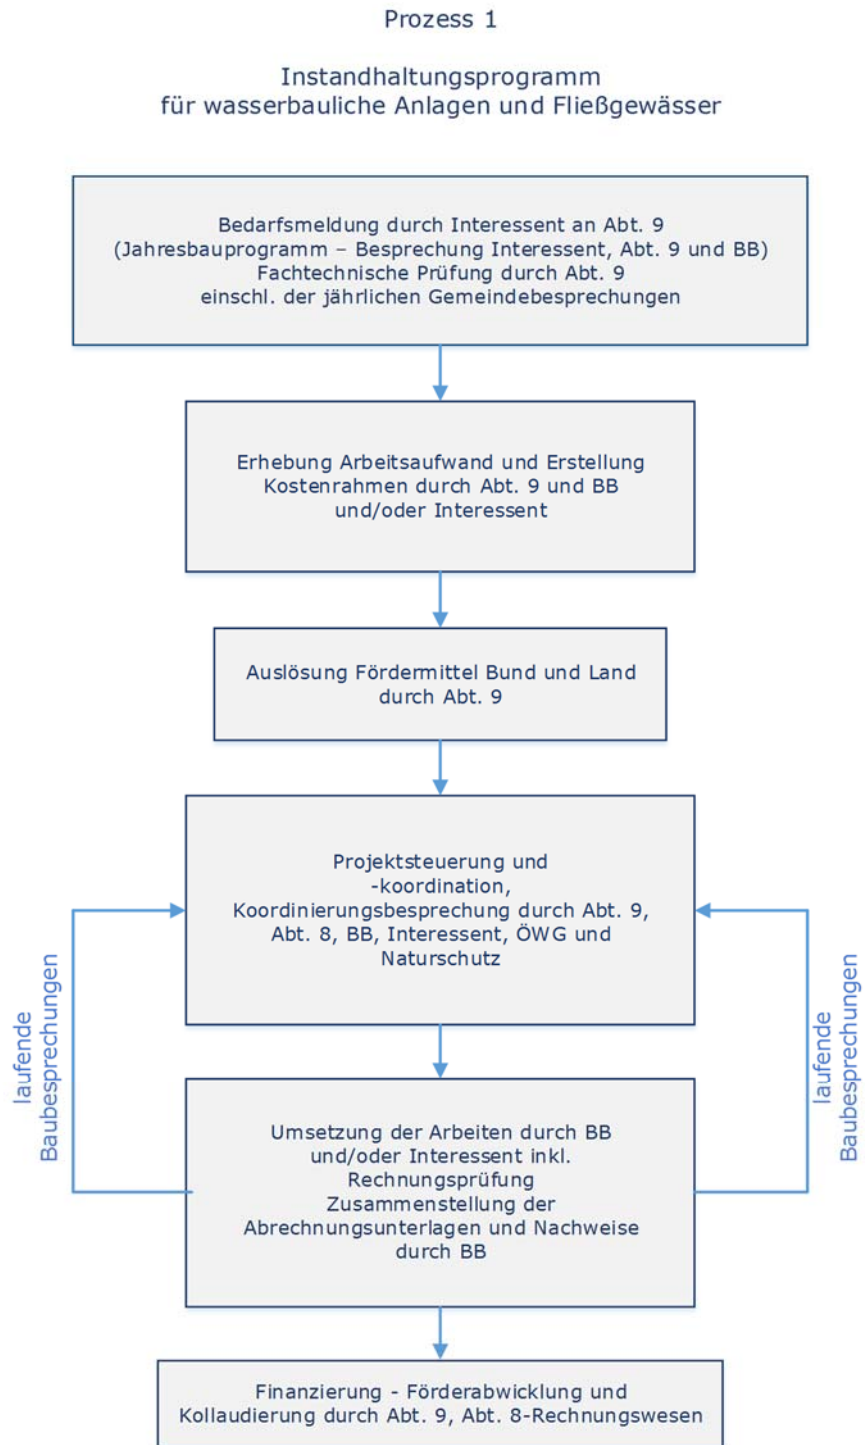 Prozess 1
Instandhaltungsprogramm
für wasserbauliche Anlagen und Fließgewässer
Bedarfsmeldung durch Interessent an Abt. 9
(Jahresbauprogramm – Besprechung Interessent, Abt. 9 und BB)
Fachtechnische Prüfung durch Abt. 9
einschl. der jährlichen Gemeindebesprechungen
Erhebung Arbeitsaufwand und Erstellung
Kostenrahmen durch Abt. 9 und BB
und/oder Interessent
Auslösung Fördermittel Bund und Land
durch Abt. 9
Projektsteuerung und
-koordination,
Koordinierungsbesprechung durch Abt. 9,
Abt. 8, BB, Interessent, ÖWG und
Naturschutz
laufende
Baubesprechungen
laufende
Baubesprechungen
Umsetzung der Arbeiten durch BB
und/oder Interessent inkl.
Rechnungsprüfung
Zusammenstellung der
Abrechnungsunterlagen und Nachweise
durch BB
Finanzierung - Förderabwicklung und
Kollaudierung durch Abt. 9, Abt. 8-Rechnungswesen